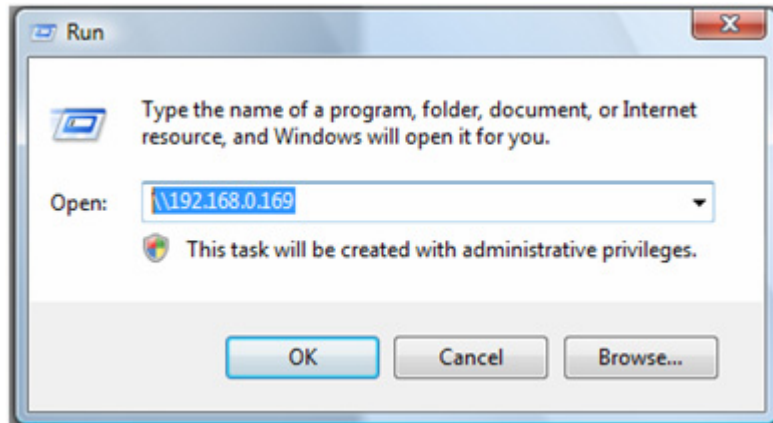 Run
Type the name of a program, folder, document, or Internet
resource, and Windows will open it for you.
Open: \\192.168.0.169
This task will be created with administrative privileges.
OK Cancel Browse...